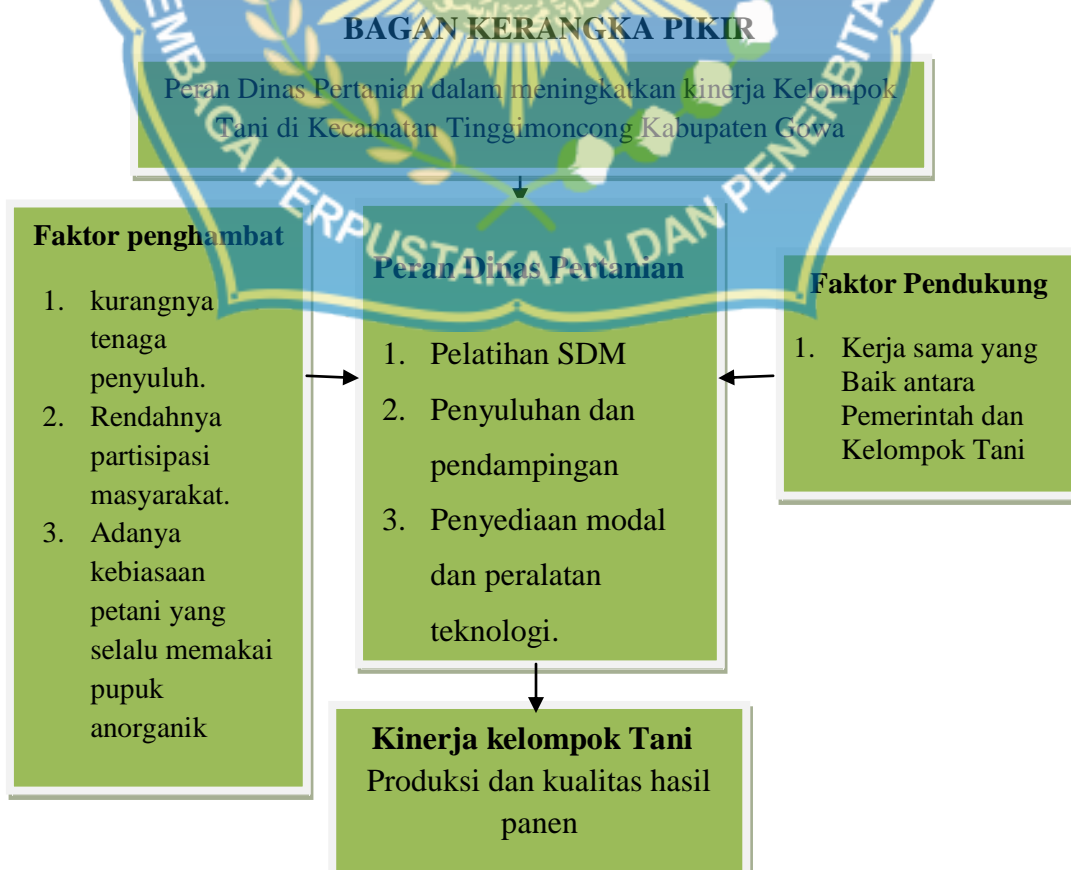 BAGAN KERANGKA PIKIR
Peran Dinas Pertanian dalam meningkatkan kinerja Kelompok
Tani di Kecamatan Tinggimoncong Kabupaten Gowa
Faktor penghambat
1. kurangnya
tenaga
penyuluh.
2. Rendahnya
partisipasi
masyarakat.
3. Adanya
kebiasaan
petani yang
selalu memakai
pupuk
anorganik
Peran Dinas Pertanian
1. Pelatihan SDM
2. Penyuluhan dan
pendampingan
3. Penyediaan modal
dan peralatan
teknologi.
Faktor Pendukung
1. Kerja sama yang
Baik antara
Pemerintah dan
Kelompok Tani
Kinerja kelompok Tani
Produksi dan kualitas hasil
panen
PERPUSTAKAAN DAN